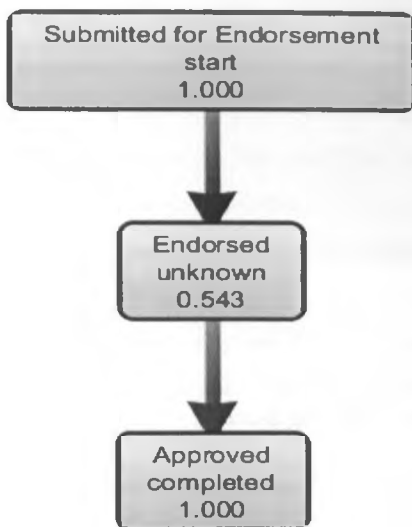 Submitted for Endorsement
start
1.000
Endorsed
unknown
0.543
Approved
completed
1.000